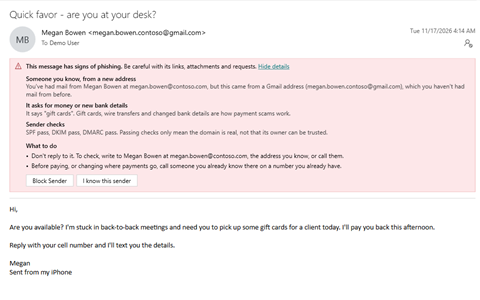 Quick favor - are you at your desk?
MB
Megan Bowen <megan.bowen.contoso@gmail.com>
To Demo User
Tue 11/17/2026 4:14 AM
This message has signs of phishing. Be careful with its links, attachments and requests. Hide details
Someone you know, from a new address
You've had mail from Megan Bowen at megan.bowen@contoso.com, but this came from a Gmail address (megan.bowen.contoso@gmail.com), which you haven't had
mail from before.
It asks for money or new bank details
It says "gift cards". Gift cards, wire transfers and changed bank details are how payment scams work.
Sender checks
SPF pass, DKIM pass, DMARC pass. Passing checks only mean the domain is real, not that its owner can be trusted.
What to do
• Don't reply to it. To check, write to Megan Bowen at megan.bowen@contoso.com, the address you know, or call them.
• Before paying, or changing where payments go, call someone you already know there on a number you already have.
Block Sender
I know this sender
Hi,
Are you available? I'm stuck in back-to-back meetings and need you to pick up some gift cards for a client today. I'll pay you back this afternoon.
Reply with your cell number and I'll text you the details.
Megan
Sent from my iPhone